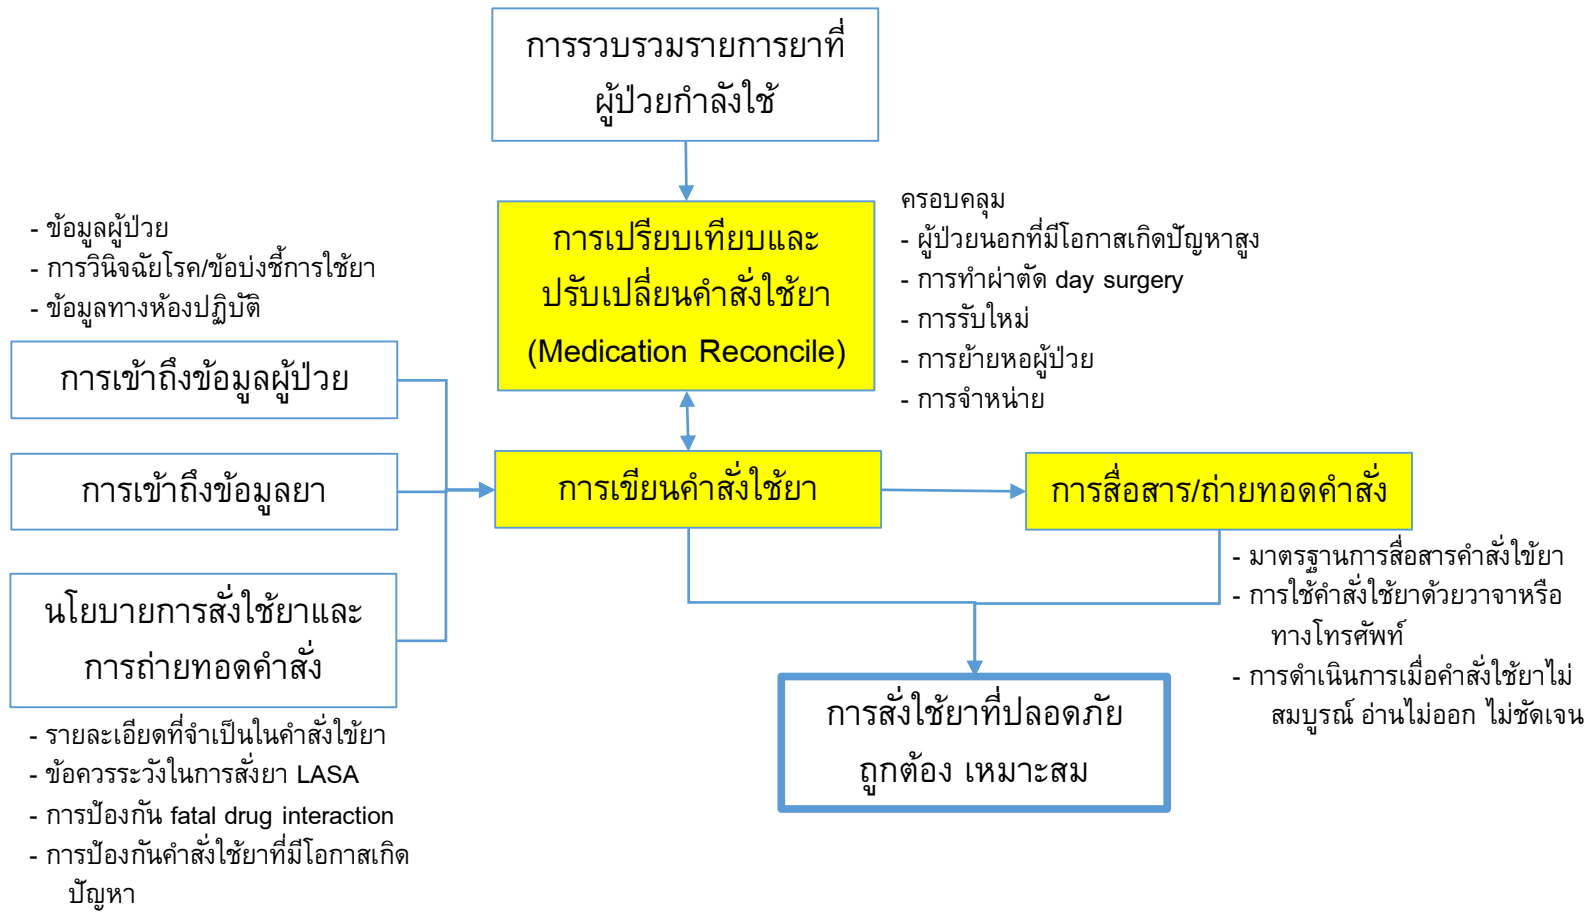 การรวบรวมรายการยาที่
ผู้ป่วยกำลังใช้
- ข้อมูลผู้ป่วย
- การวินิจฉัยโรค/ข้อบ่งชี้การใช้ยา
- ข้อมูลทางห้องปฏิบัติ
การเปรียบเทียบและ
ปรับเปลี่ยนคำสั่งใช้ยา
(Medication Reconcile)
ครอบคลุม
- ผู้ป่วยนอกที่มีโอกาสเกิดปัญหาสูง
- การทำผ่าตัด day surgery
- การรับใหม่
- การย้ายหอผู้ป่วย
- การจำหน่าย
การเข้าถึงข้อมูลผู้ป่วย
การเข้าถึงข้อมูลยา
การเขียนคำสั่งใช้ยา
การสื่อสาร/ถ่ายทอดคำสั่ง
นโยบายการสั่งใช้ยาและ
การถ่ายทอดคำสั่ง
- มาตรฐานการสื่อสารคำสั่งใข้ยา
- การใช้คำสั่งใช้ยาด้วยวาจาหรือ
ทางโทรศัพท์
- การดำเนินการเมื่อคำสั่งใช้ยาไม่
สมบูรณ์ อ่านไม่ออก ไม่ชัดเจน
การสั่งใช้ยาที่ปลอดภัย
ถูกต้อง เหมาะสม
- รายละเอียดที่จำเป็นในคำสั่งใข้ยา
- ข้อควรระวังในการสั่งยา LASA
- การป้องกัน fatal drug interaction
- การป้องกันคำสั่งใช้ยาที่มีโอกาสเกิด
ปัญหา